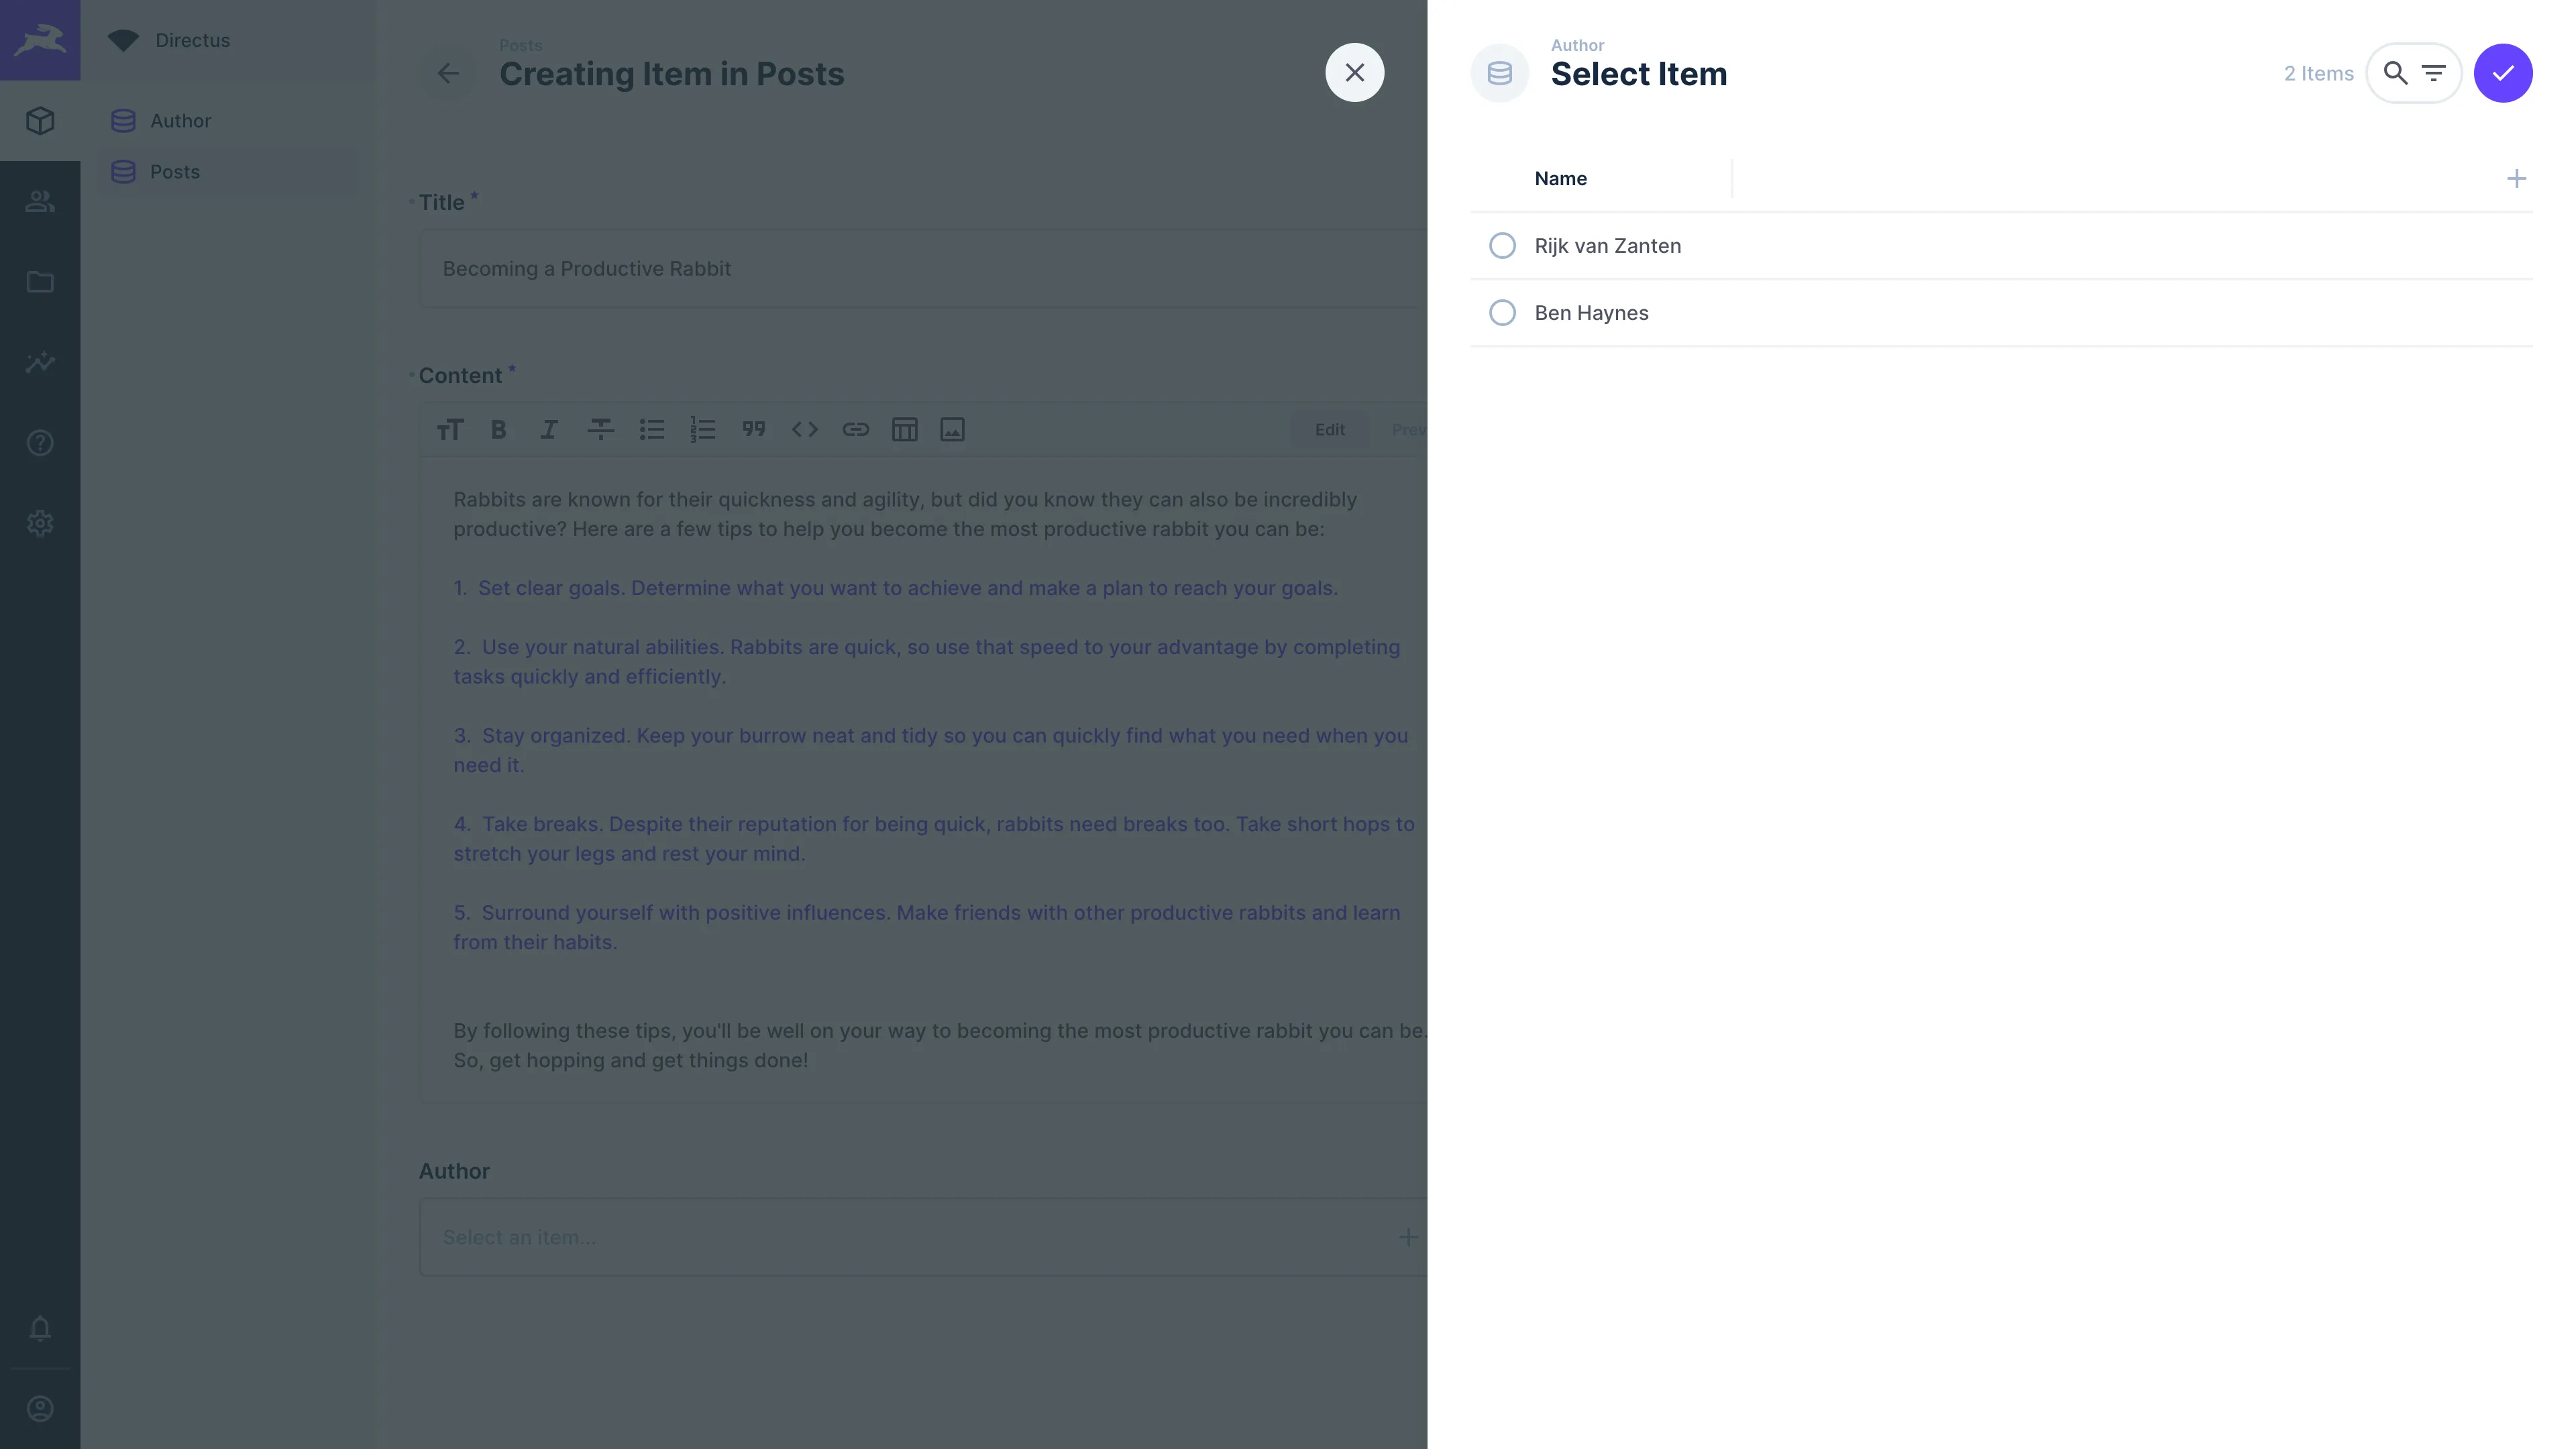 Directus
Author
Posts
Posts
Creating Item in Posts
Title *
Becoming a Productive Rabbit
Content *
Edit
Prev
Rabbits are known for their quickness and agility, but did you know they can also be incredibly
productive? Here are a few tips to help you become the most productive rabbit you can be:
1. Set clear goals. Determine what you want to achieve and make a plan to reach your goals.
2. Use your natural abilities. Rabbits are quick, so use that speed to your advantage by completing
tasks quickly and efficiently.
3. Stay organized. Keep your burrow neat and tidy so you can quickly find what you need when you
need it.
4. Take breaks. Despite their reputation for being quick, rabbits need breaks too. Take short hops to
stretch your legs and rest your mind.
5. Surround yourself with positive influences. Make friends with other productive rabbits and learn
from their habits.
By following these tips, you'll be well on your way to becoming the most productive rabbit you can be.
So, get hopping and get things done!
Author
Select an item...
Author
Select Item
2 Items
Name
Rijk van Zanten
Ben Haynes